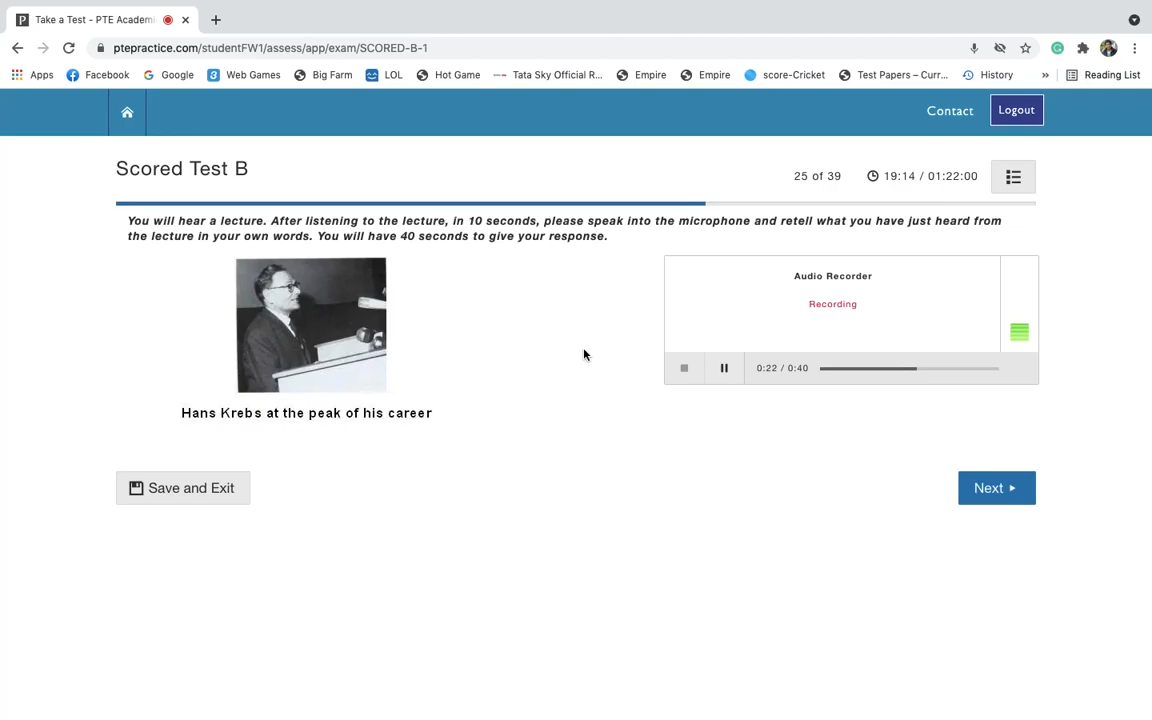 Take a Test - PTE Academi
ptepractice.com/studentFW1/assess/app/exam/SCORED-B-1
Apps Facebook Google Web Games Big Farm LOL Hot Game Tata Sky Official R... Empire Empire score-Cricket Test Papers – Curr... History » Reading List
Contact Logout
Scored Test B
25 of 39 19:14 / 01:22:00
You will hear a lecture. After listening to the lecture, in 10 seconds, please speak into the microphone and retell what you have just heard from
the lecture in your own words. You will have 40 seconds to give your response.
Audio Recorder
Recording
0:22 / 0:40
Hans Krebs at the peak of his career
Save and Exit
Next